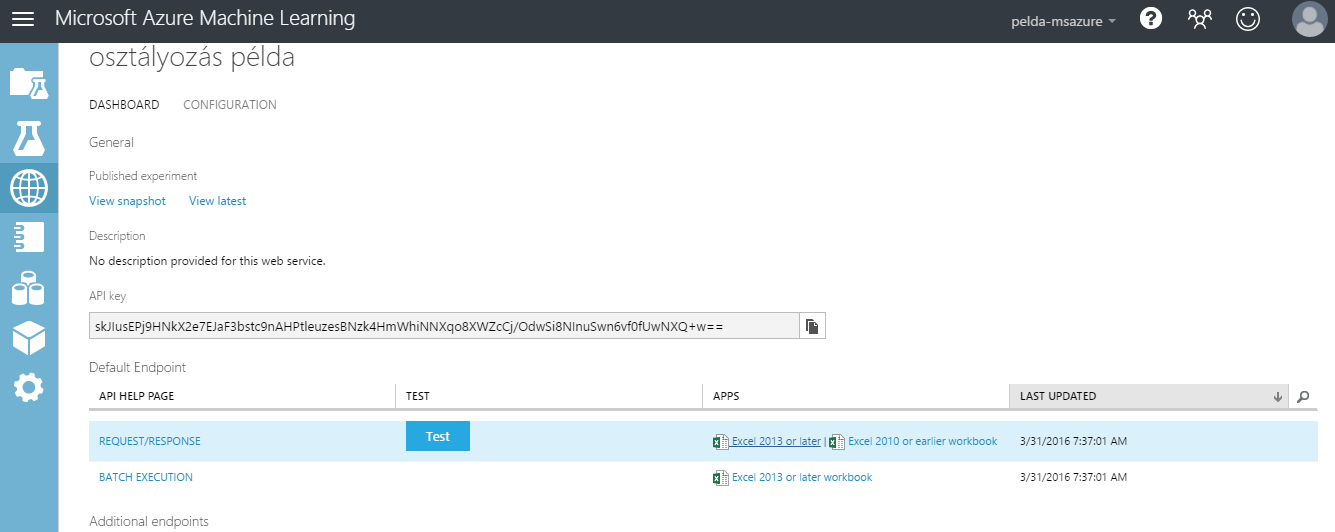 Microsoft Azure Machine Learning
pelda-msazure
osztályozás példa
DASHBOARD CONFIGURATION
General
Published experiment
View snapshot View latest
Description
No description provided for this web service.
API key
skJIusEPj9HNkX2e7EJaF3bstc9nAHPtleuzesBNzk4HmWhiNNXqo8XWZcCj/OdwSi8NInuSwn6vf0fUwNXQ+w==
Default Endpoint
API HELP PAGE TEST APPS LAST UPDATED
REQUEST/RESPONSE Test Excel 2013 or later | Excel 2010 or earlier workbook 3/31/2016 7:37:01 AM
BATCH EXECUTION Excel 2013 or later workbook 3/31/2016 7:37:01 AM
Additional endpoints